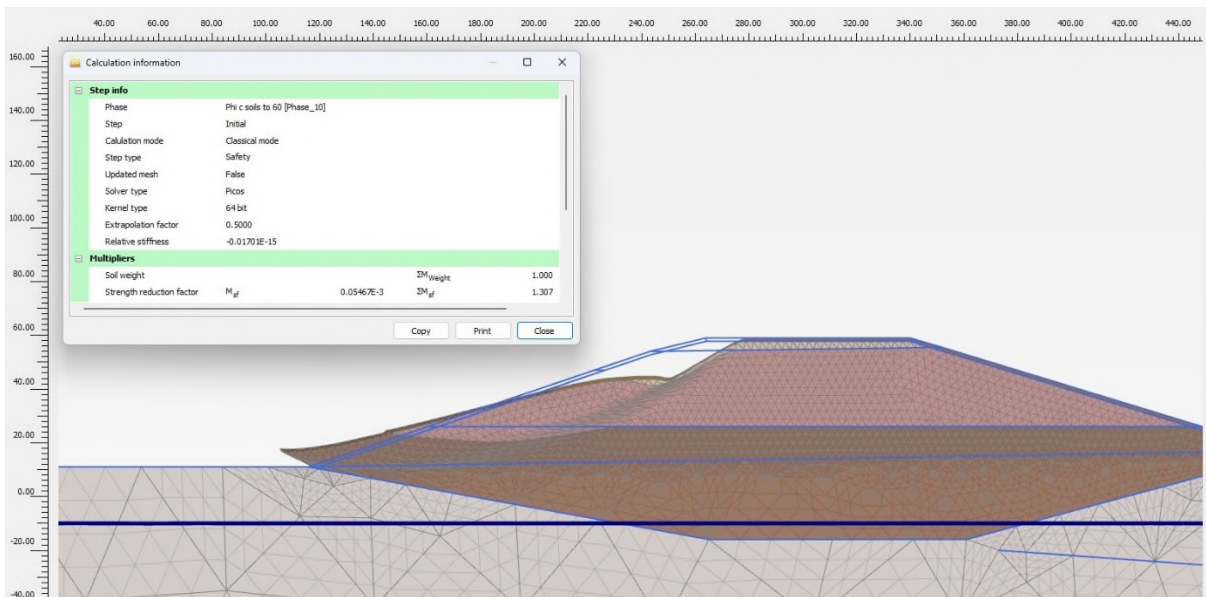 40.00 60.00 80.00 100.00 120.00 140.00 160.00 180.00 200.00 220.00 240.00 260.00 280.00 300.00 320.00 340.00 360.00 380.00 400.00 420.00 440.00
160.00
Calculation information
Step info
Phase Phi c soils to 60 [Phase_10]
140.00
Step Initial
Calulation mode Classical mode
Step type Safety
120.00
Updated mesh False
Solver type Picos
Kernel type 64 bit
100.00
Extrapolation factor 0.5000
Relative stiffness -0.01701E-15
Multipliers
80.00
Soil weight ΣMWeight 1.000
Strength reduction factor Msf 0.05467E-3 ΣMsf 1.307
60.00
Copy Print Close
40.00
20.00
0.00
-20.00
-40.00